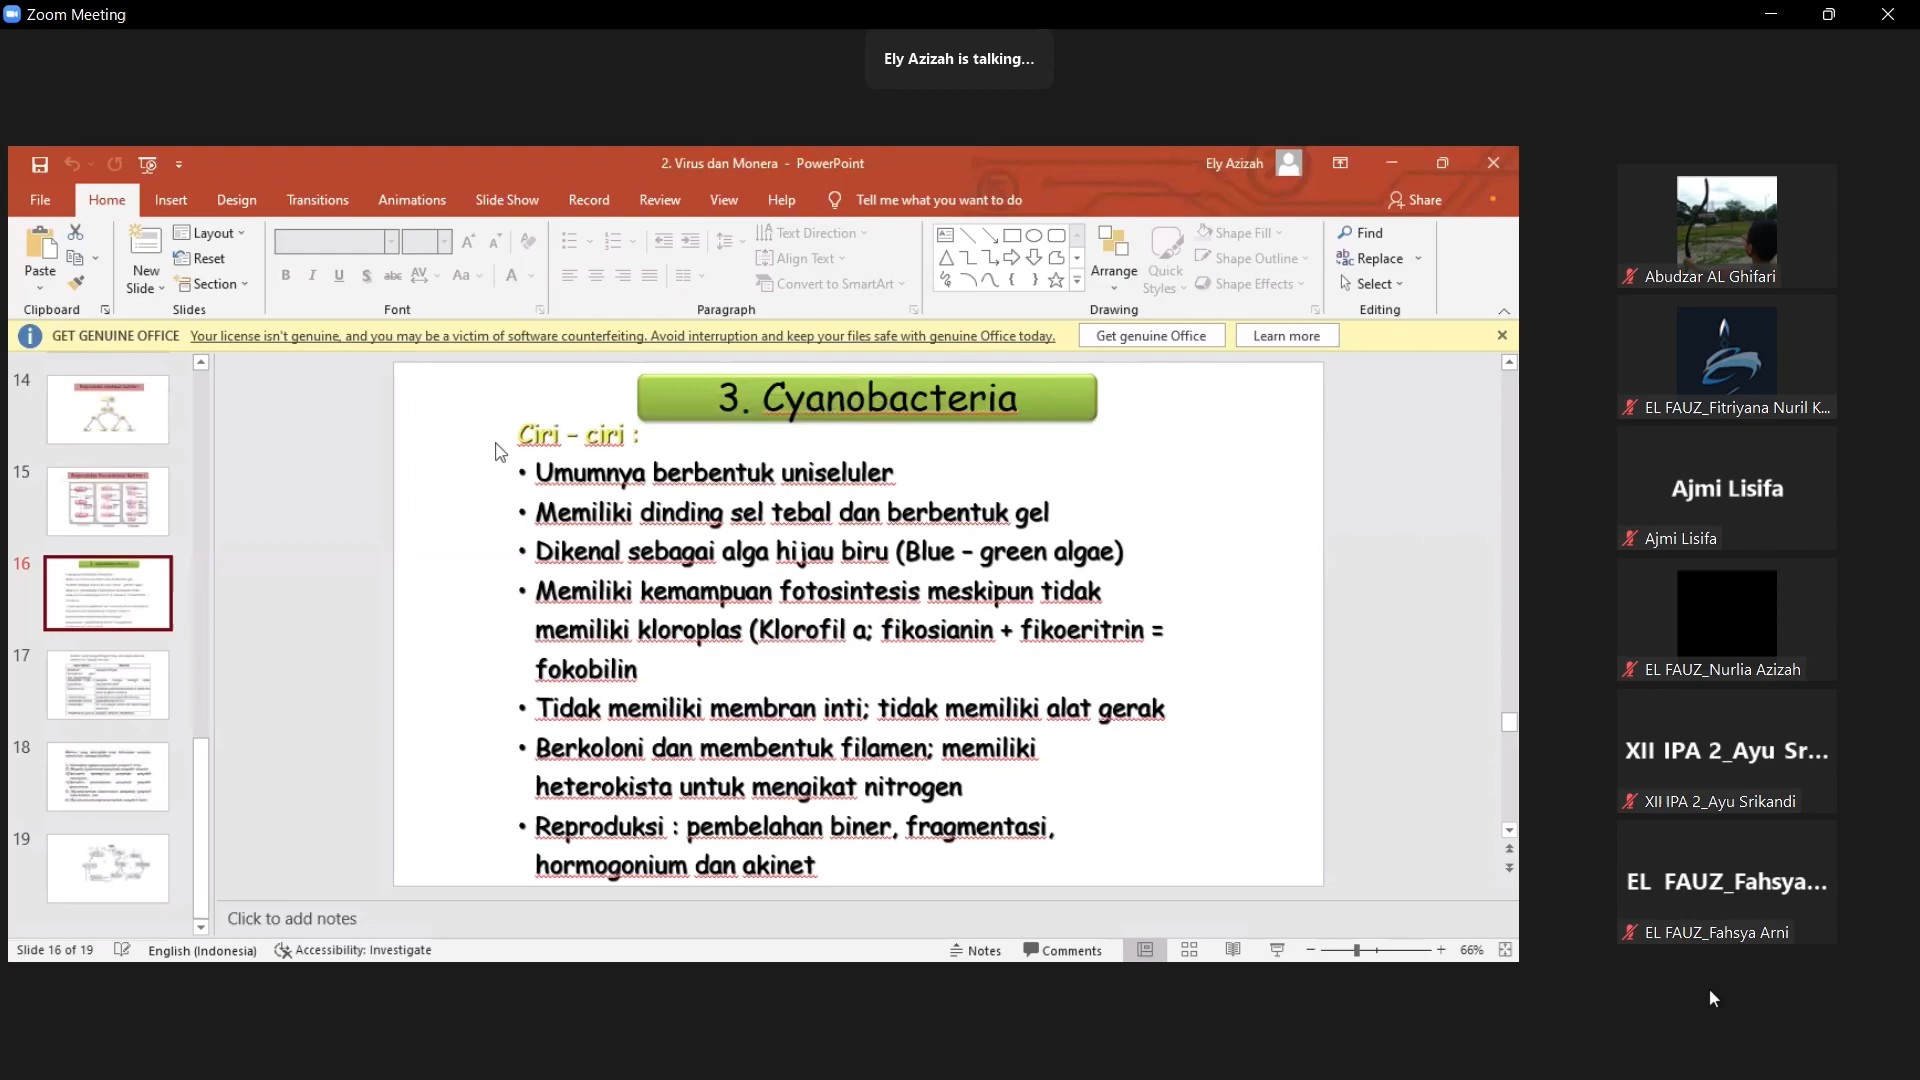 Zoom Meeting
Ely Azizah is talking...
2. Virus dan Monera - PowerPoint
Ely Azizah
File Home Insert Design Transitions Animations Slide Show Record Review View Help Tell me what you want to do
Share
Paste
Clipboard
New Slide
Layout
Reset
Section
Slides
B I U S abc AV Aa A
Font
Text Direction
Align Text
Convert to SmartArt
Paragraph
Arrange
Quick Styles
Shape Fill
Shape Outline
Shape Effects
Drawing
Find
Replace
Select
Editing
GET GENUINE OFFICE Your license isn't genuine, and you may be a victim of software counterfeiting. Avoid interruption and keep your files safe with genuine Office today.
Get genuine Office
Learn more
14
15
16
17
18
19
3. Cyanobacteria
Ciri - ciri :
• Umumnya berbentuk uniseluler
• Memiliki dinding sel tebal dan berbentuk gel
• Dikenal sebagai alga hijau biru (Blue - green algae)
• Memiliki kemampuan fotosintesis meskipun tidak
memiliki kloroplas (Klorofil a; fikosianin + fikoeritrin =
fokobilin
• Tidak memiliki membran inti; tidak memiliki alat gerak
• Berkoloni dan membentuk filamen; memiliki
heterokista untuk mengikat nitrogen
• Reproduksi : pembelahan biner, fragmentasi,
hormogonium dan akinet
Click to add notes
Slide 16 of 19
English (Indonesia)
Accessibility: Investigate
Notes
Comments
66%
Abudzar AL Ghifari
EL FAUZ_Fitriyana Nuril K...
Ajmi Lisifa
Ajmi Lisifa
EL FAUZ_Nurlia Azizah
XII IPA 2_Ayu Sr...
XII IPA 2_Ayu Srikandi
EL FAUZ_Fahsya...
EL FAUZ_Fahsya Arni